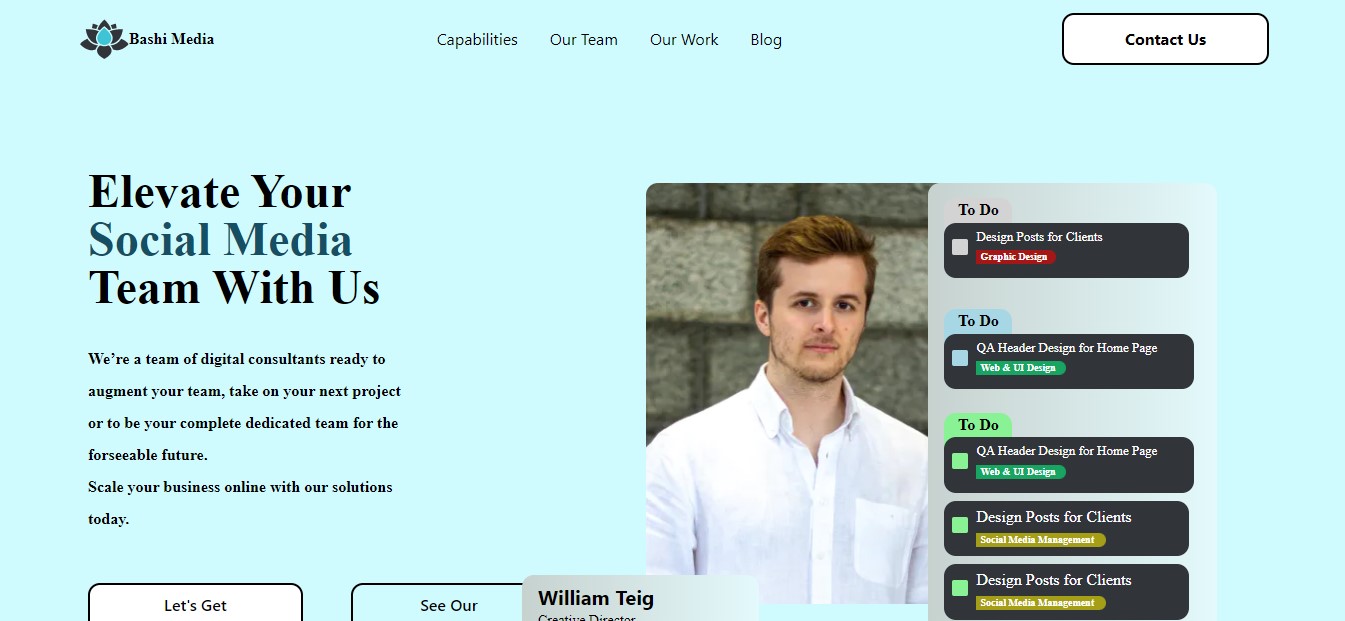 Bashi Media
Capabilities
Our Team
Our Work
Blog
Contact Us
Elevate Your
Social Media
Team With Us
We’re a team of digital consultants ready to
augment your team, take on your next project
or to be your complete dedicated team for the
forseeable future.
Scale your business online with our solutions
today.
Let's Get
See Our
William Teig
Creative Director
To Do
Design Posts for Clients
Graphic Design
To Do
QA Header Design for Home Page
Web & UI Design
To Do
QA Header Design for Home Page
Web & UI Design
Design Posts for Clients
Social Media Management
Design Posts for Clients
Social Media Management